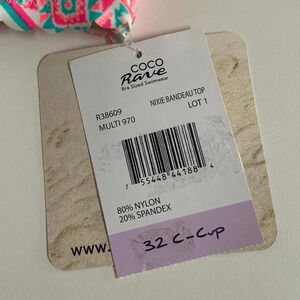 COCO
Rave
Bra Sized Swimwear
R38609
NIXIE BANDEAU TOP
MULTI 970
LOT 1
7 55448 44188 4
80% NYLON
20% SPANDEX
32 C-Cup
www.